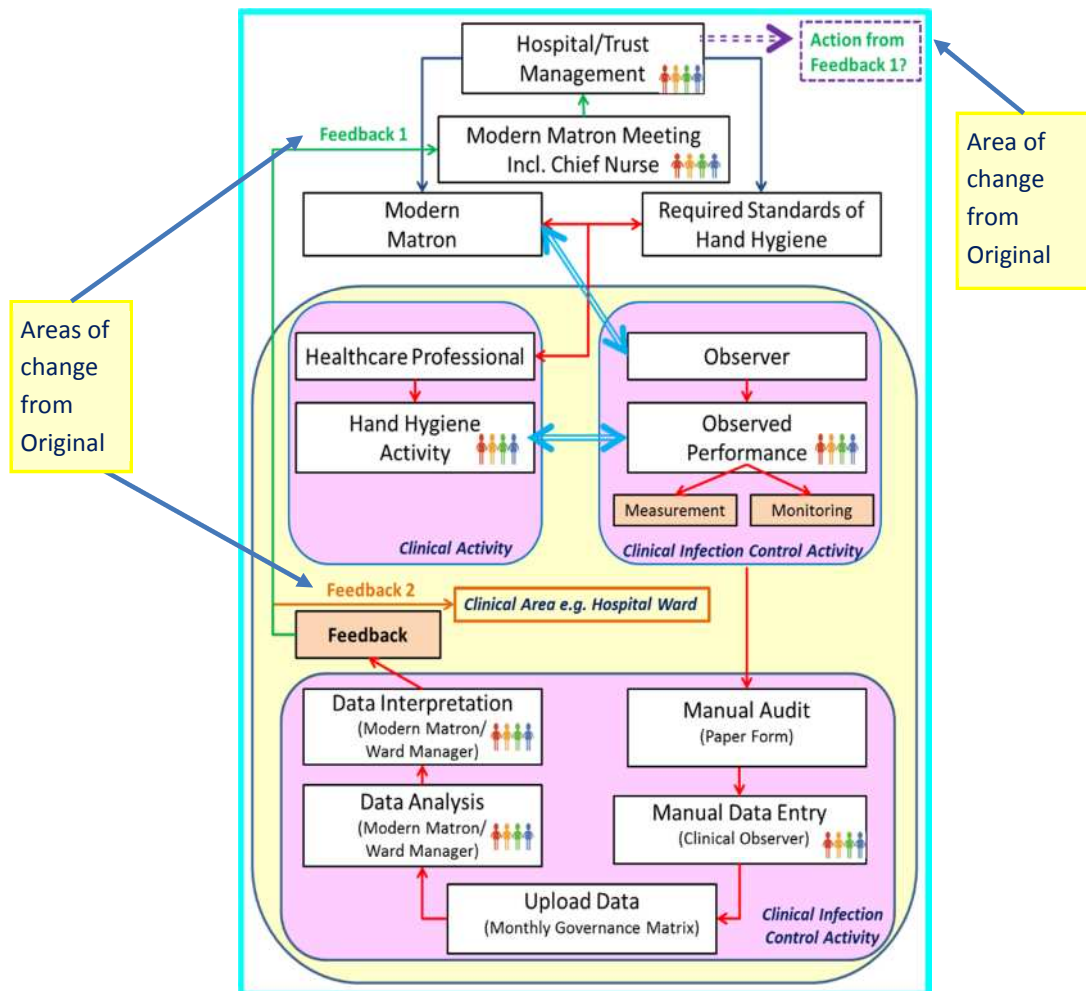 Hospital/Trust
Management
Action from
Feedback 1?
Feedback 1
Modern Matron Meeting
Incl. Chief Nurse
Area of
change
from
Original
Modern
Matron
Required Standards of
Hand Hygiene
Areas of
change
from
Original
Healthcare Professional
Observer
Hand Hygiene
Activity
Observed
Performance
Measurement
Monitoring
Clinical Activity
Clinical Infection Control Activity
Feedback 2
Clinical Area e.g. Hospital Ward
Feedback
Data Interpretation
(Modern Matron/
Ward Manager)
Manual Audit
(Paper Form)
Data Analysis
(Modern Matron/
Ward Manager)
Manual Data Entry
(Clinical Observer)
Upload Data
(Monthly Governance Matrix)
Clinical Infection
Control Activity